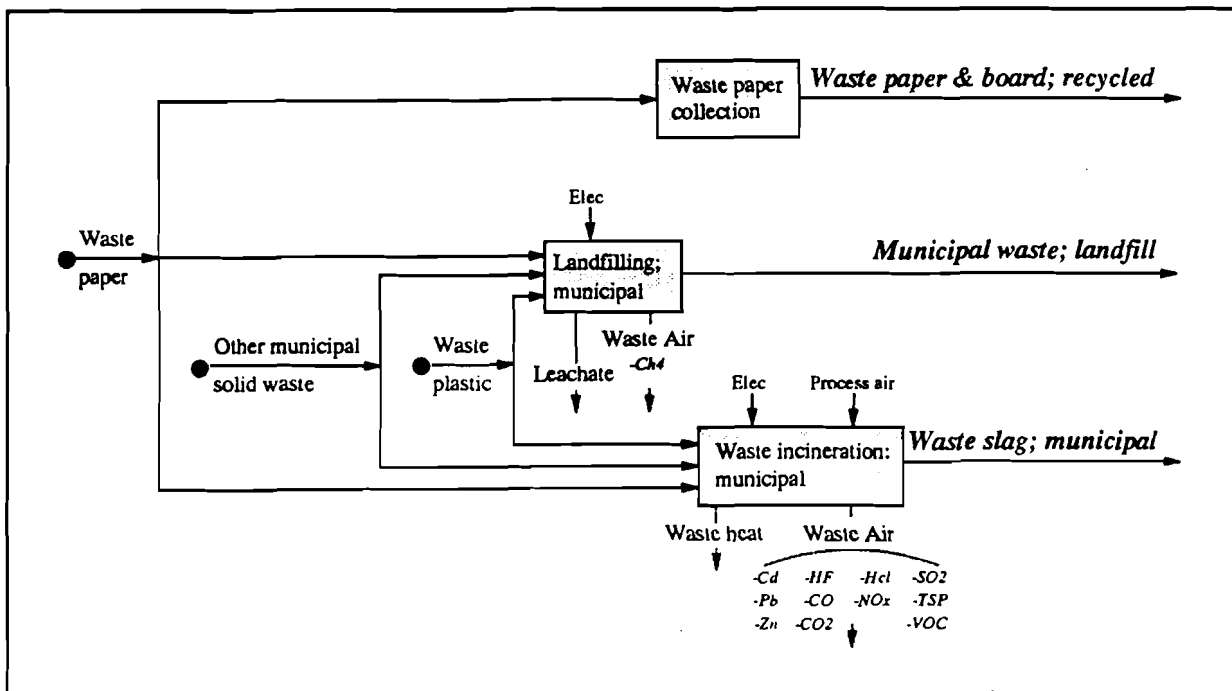 Waste paper & board; recycled
Waste paper
collection
Elec
Waste
paper
Landfilling;
municipal
Municipal waste; landfill
Other municipal
solid waste
Waste
plastic
Leachate
Waste Air
-Ch4
Elec
Process air
Waste incineration:
municipal
Waste slag; municipal
Waste heat
Waste Air
-Cd -HF -Hcl -SO2
-Pb -CO -NOx -TSP
-Zn -CO2 -VOC